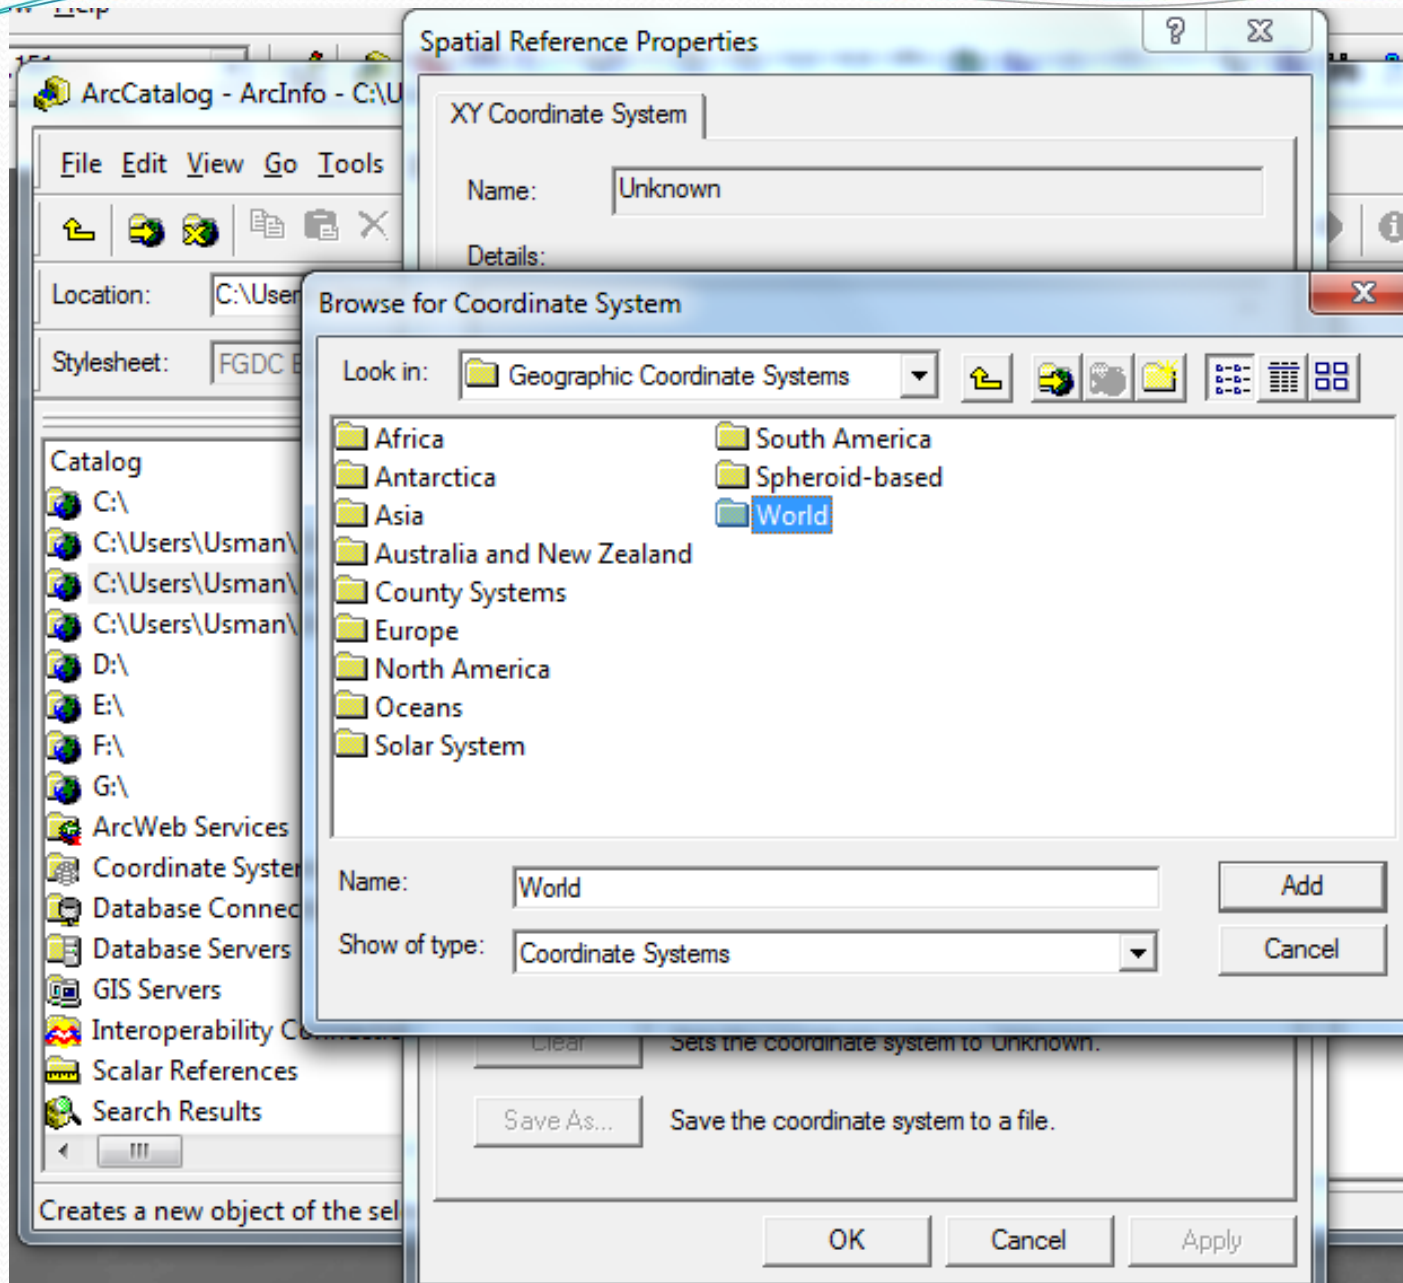 Help
Spatial Reference Properties
ArcCatalog - ArcInfo - C:\U
XY Coordinate System
File Edit View Go Tools
Name: Unknown
Details:
Location: C:\User
Browse for Coordinate System
Stylesheet: FGDC E
Look in: Geographic Coordinate Systems
Africa
Antarctica
Asia
Australia and New Zealand
County Systems
Europe
North America
Oceans
Solar System
South America
Spheroid-based
World
Catalog
C:\
C:\Users\Usman\
C:\Users\Usman\
C:\Users\Usman\
D:\
E:\
F:\
G:\
ArcWeb Services
Coordinate System
Database Connec
Database Servers
GIS Servers
Interoperability Connectio
Scalar References
Search Results
Name: World
Add
Show of type: Coordinate Systems
Cancel
Clear Sets the coordinate system to Unknown.
Save As... Save the coordinate system to a file.
Creates a new object of the sel
OK Cancel Apply